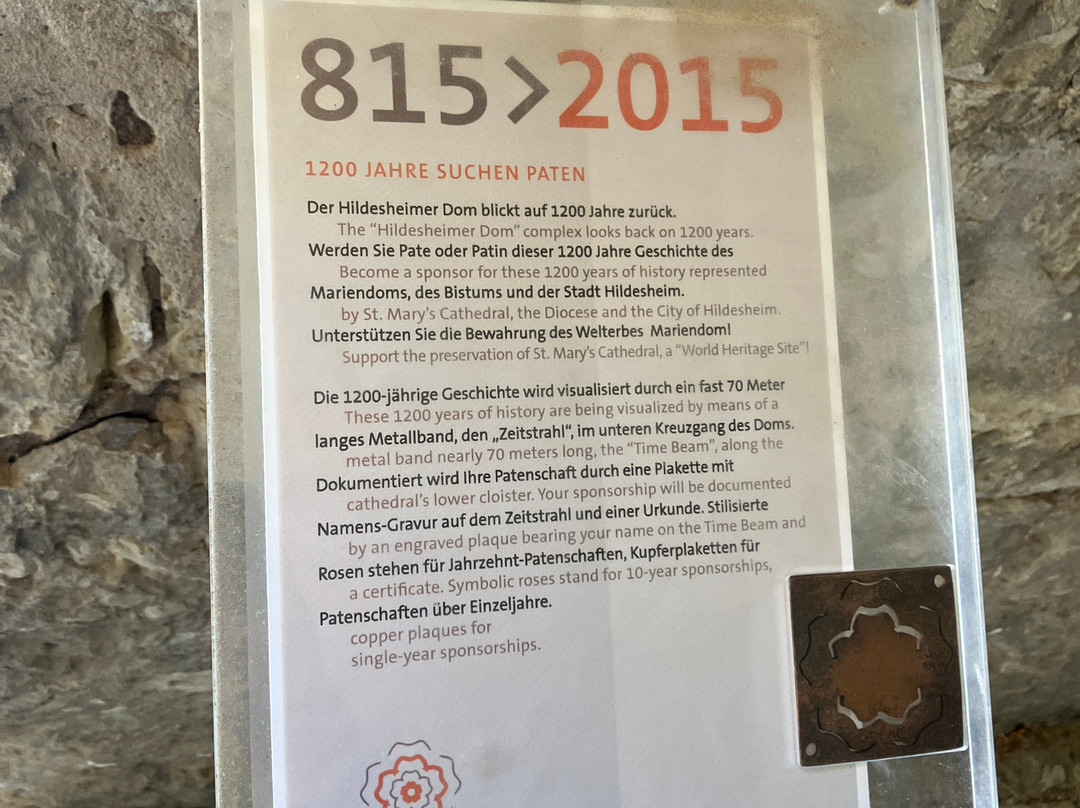 815>2015
1200 JAHRE SUCHEN PATEN
Der Hildesheimer Dom blickt auf 1200 Jahre zurück.
The “Hildesheimer Dom” complex looks back on 1200 years.
Werden Sie Pate oder Patin dieser 1200 Jahre Geschichte des
Become a sponsor for these 1200 years of history represented
Mariendoms, des Bistums und der Stadt Hildesheim.
by St. Mary’s Cathedral, the Diocese and the City of Hildesheim.
Unterstützen Sie die Bewahrung des Welterbes Mariendom!
Support the preservation of St. Mary’s Cathedral, a “World Heritage Site”!
Die 1200-jährige Geschichte wird visualisiert durch ein fast 70 Meter
These 1200 years of history are being visualized by means of a
langes Metallband, den „Zeitstrahl“, im unteren Kreuzgang des Doms.
metal band nearly 70 meters long, the “Time Beam”, along the
Dokumentiert wird Ihre Patenschaft durch eine Plakette mit
cathedral’s lower cloister. Your sponsorship will be documented
Namens-Gravur auf dem Zeitstrahl und einer Urkunde. Stilisierte
by an engraved plaque bearing your name on the Time Beam and
Rosen stehen für Jahrzehnt-Patenschaften, Kupferplaketten für
a certificate. Symbolic roses stand for 10-year sponsorships,
Patenschaften über Einzeljahre.
copper plaques for
single-year sponsorships.